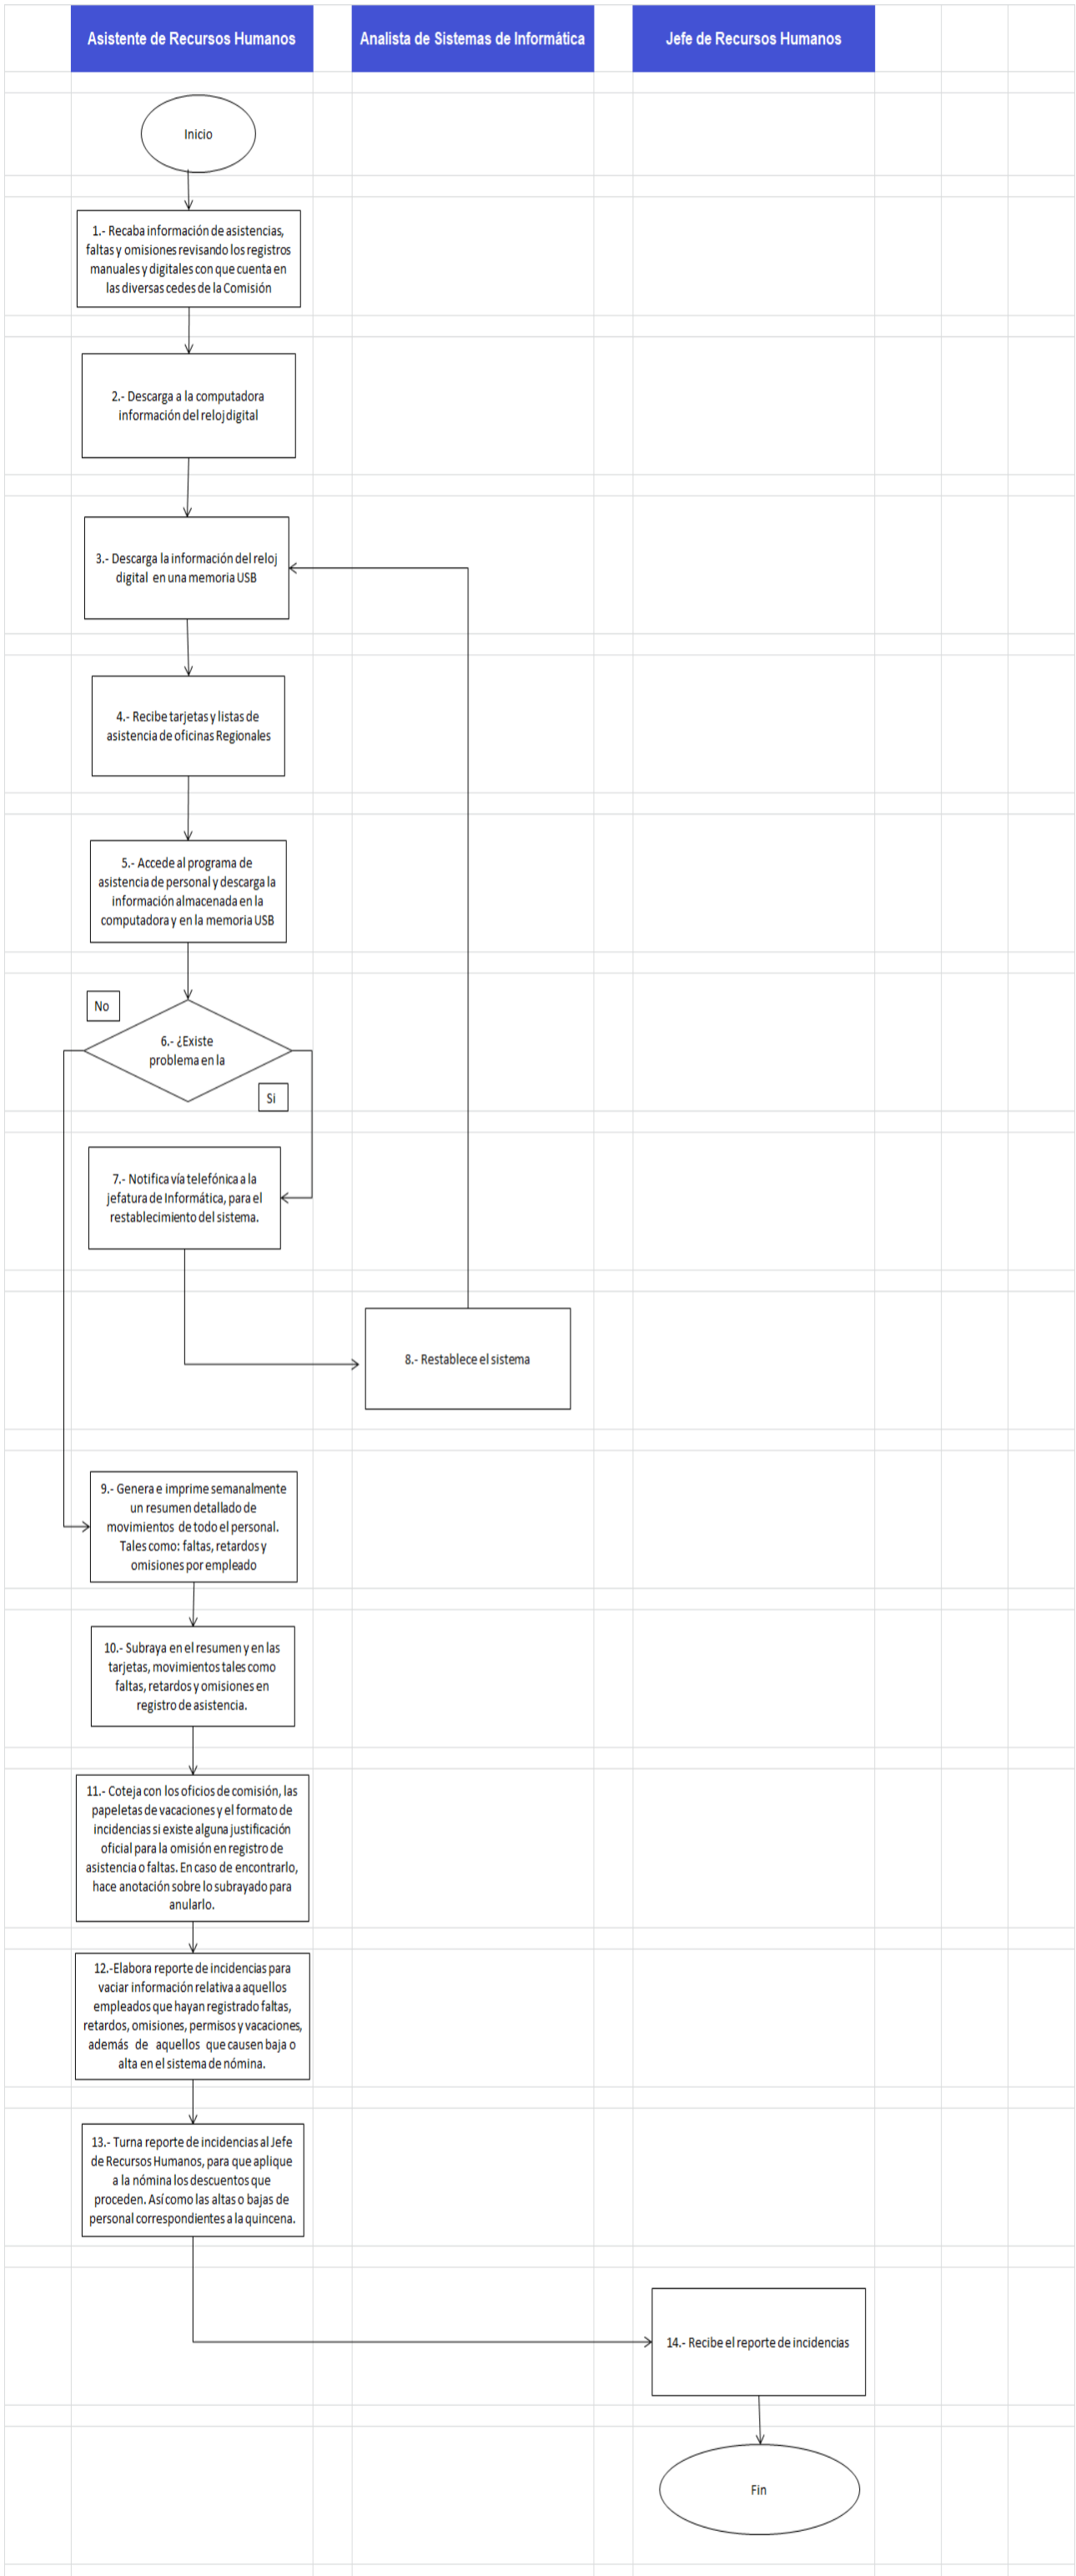 Asistente de Recursos Humanos
Analista de Sistemas de Informática
Jefe de Recursos Humanos
Inicio
1.- Recaba información de asistencias,
faltas y omisiones revisando los registros
manuales y digitales con que cuenta en
las diversas cedes de la Comisión
2.- Descarga a la computadora
información del reloj digital
3.- Descarga la información del reloj
digital en una memoria USB
4.- Recibe tarjetas y listas de
asistencia de oficinas Regionales
5.- Accede al programa de
asistencia de personal y descarga la
información almacenada en la
computadora y en la memoria USB
No
6.- ¿Existe
problema en la
Si
7.- Notifica vía telefónica a la
jefatura de Informática, para el
restablecimiento del sistema.
8.- Restablece el sistema
9.- Genera e imprime semanalmente
un resumen detallado de
movimientos de todo el personal.
Tales como: faltas, retardos y
omisiones por empleado
10.- Subraya en el resumen y en las
tarjetas, movimientos tales como
faltas, retardos y omisiones en
registro de asistencia.
11.- Coteja con los oficios de comisión, las
papeletas de vacaciones y el formato de
incidencias si existe alguna justificación
oficial para la omisión en registro de
asistencia o faltas. En caso de encontrarlo,
hace anotación sobre lo subrayado para
anularlo.
12.-Elabora reporte de incidencias para
vaciar información relativa a aquellos
empleados que hayan registrado faltas,
retardos, omisiones, permisos y vacaciones,
además de aquellos que causen baja o
alta en el sistema de nómina.
13.- Turna reporte de incidencias al Jefe
de Recursos Humanos, para que aplique
a la nómina los descuentos que
proceden. Así como las altas o bajas de
personal correspondientes a la quincena.
14.- Recibe el reporte de incidencias
Fin